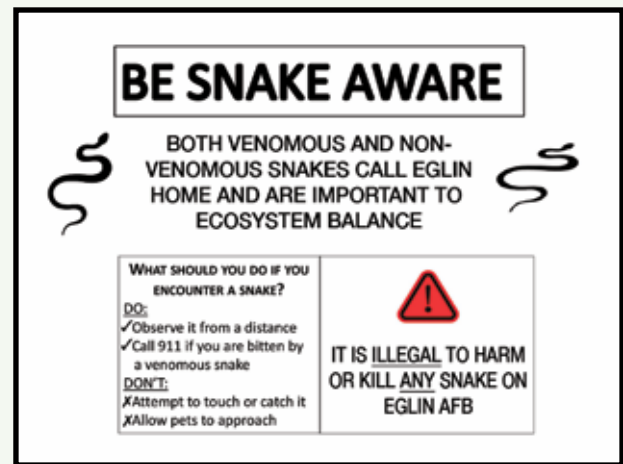 BE SNAKE AWARE
BOTH VENOMOUS AND NON-
VENOMOUS SNAKES CALL EGLIN
HOME AND ARE IMPORTANT TO
ECOSYSTEM BALANCE
WHAT SHOULD YOU DO IF YOU
ENCOUNTER A SNAKE?
DO:
✓Observe it from a distance
✓Call 911 if you are bitten by
a venomous snake
DON'T:
✗Attempt to touch or catch it
✗Allow pets to approach
IT IS ILLEGAL TO HARM
OR KILL ANY SNAKE ON
EGLIN AFB